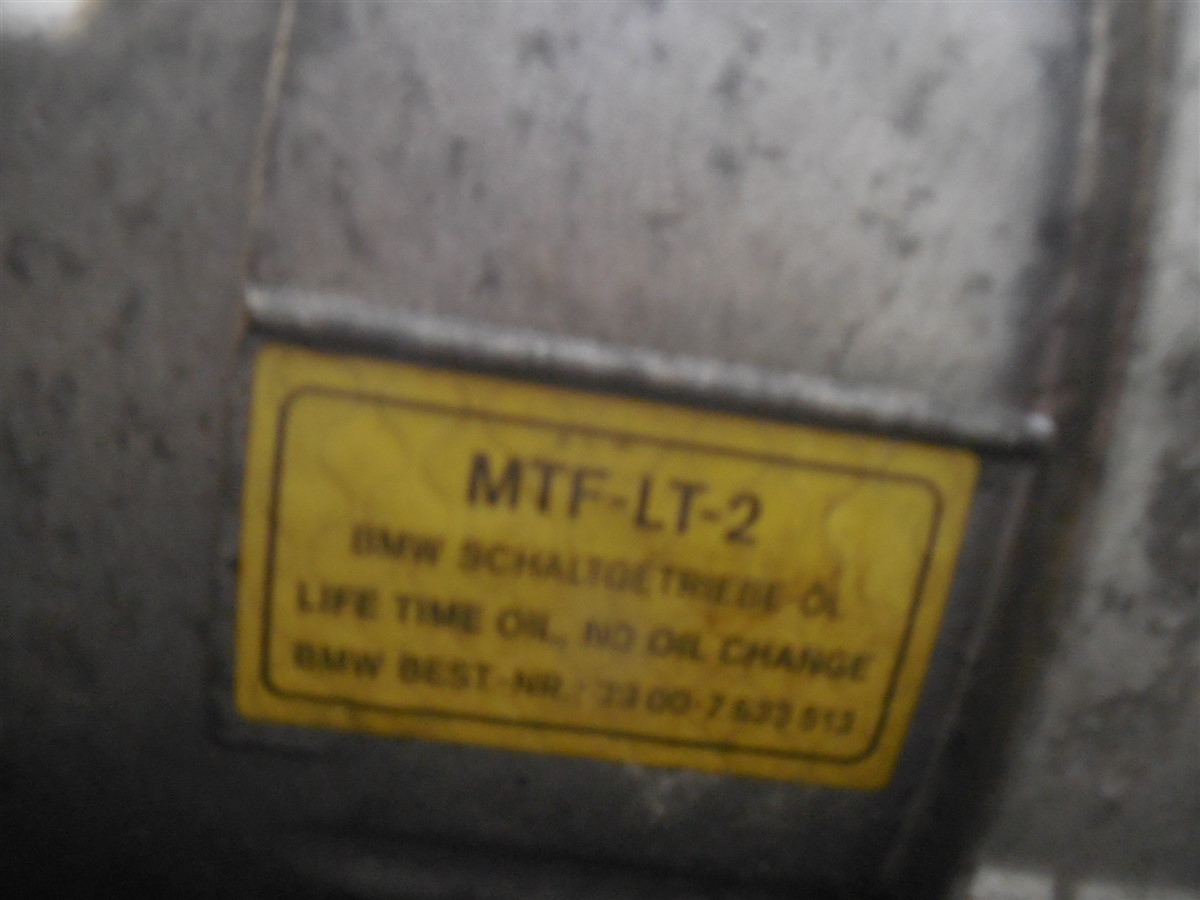 MTF-LT-2
BMW SCHALTGETRIEBE-ÖL
LIFE TIME OIL, NO OIL CHANGE
BMW BEST.-NR.: